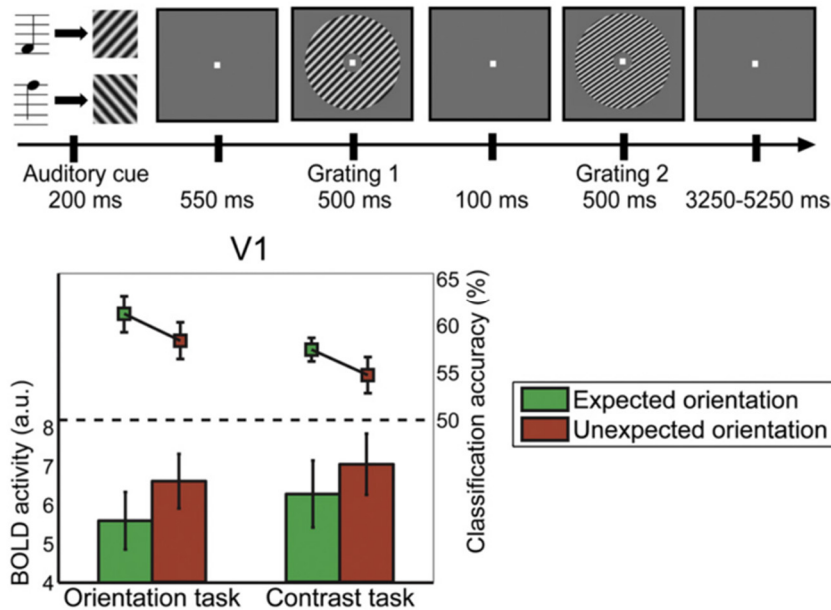 Auditory cue
200 ms
550 ms
Grating 1
500 ms
100 ms
Grating 2
500 ms
3250-5250 ms
V1
BOLD activity (a.u.)
8
7
6
5
4
65
60
55
50
Classification accuracy (%)
Orientation task
Contrast task
Expected orientation
Unexpected orientation